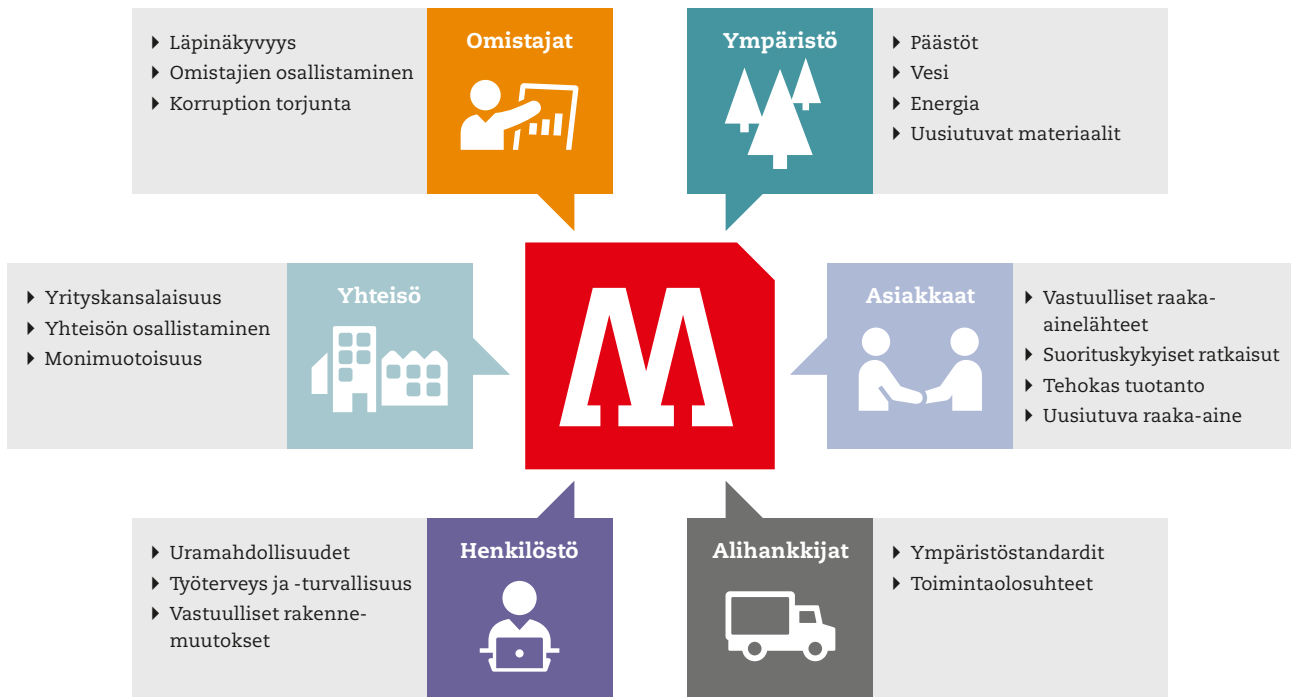 Omistajat
▸ Läpinäkyvyys
▸ Omistajien osallistaminen
▸ Korruption torjunta
Ympäristö
▸ Päästöt
▸ Vesi
▸ Energia
▸ Uusiutuvat materiaalit
Yhteisö
▸ Yrityskansalaisuus
▸ Yhteisön osallistaminen
▸ Monimuotoisuus
M
Asiakkaat
▸ Vastuulliset raaka-
ainelähteet
▸ Suorituskykyiset ratkaisut
▸ Tehokas tuotanto
▸ Uusiutuva raaka-aine
Henkilöstö
▸ Uramahdollisuudet
▸ Työterveys ja -turvallisuus
▸ Vastuulliset rakenne-
muutokset
Alihankkijat
▸ Ympäristöstandardit
▸ Toimintaolosuhteet